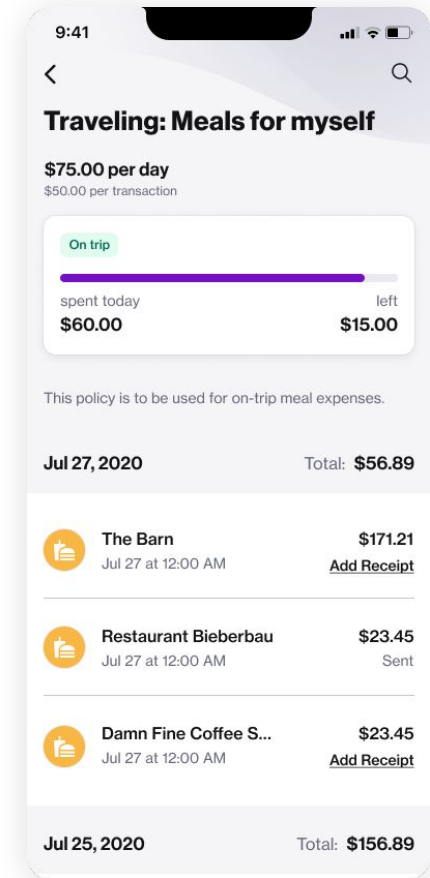 9:41
Traveling: Meals for myself
$75.00 per day
$50.00 per transaction
On trip
spent today left
$60.00 $15.00
This policy is to be used for on-trip meal expenses.
Jul 27, 2020 Total: $56.89
The Barn $171.21
Jul 27 at 12:00 AM Add Receipt
Restaurant Bieberbau $23.45
Jul 27 at 12:00 AM Sent
Damn Fine Coffee S... $23.45
Jul 27 at 12:00 AM Add Receipt
Jul 25, 2020 Total: $156.89